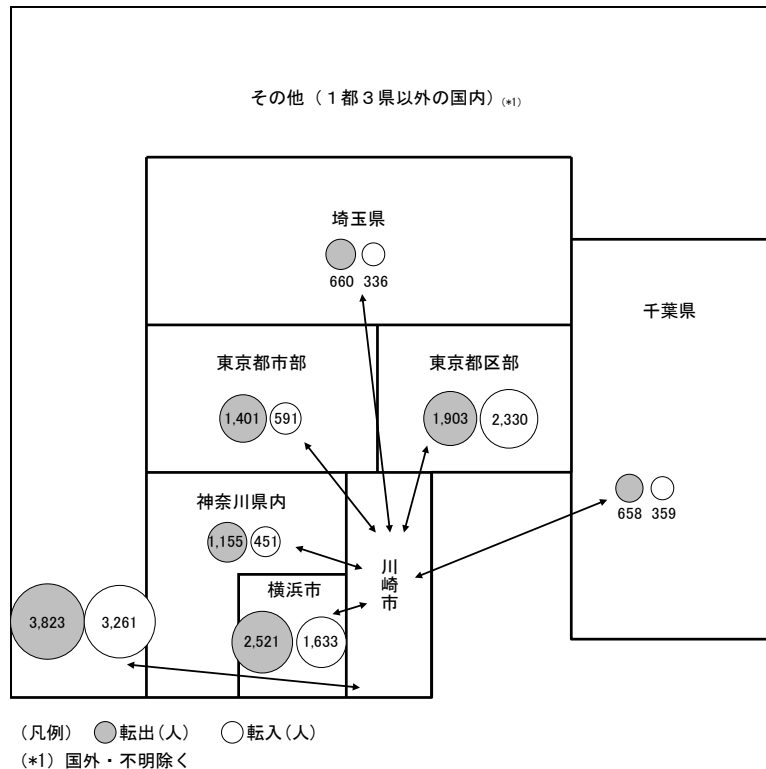 その他（１都３県以外の国内）(*1)
埼玉県
660 336
千葉県
東京都市部
東京都区部
1,401 591
1,903 2,330
神奈川県内
658 359
1,155 451
川崎市
横浜市
3,823 3,261
2,521 1,633
(凡例) 転出(人) 転入(人)
(*1) 国外・不明除く